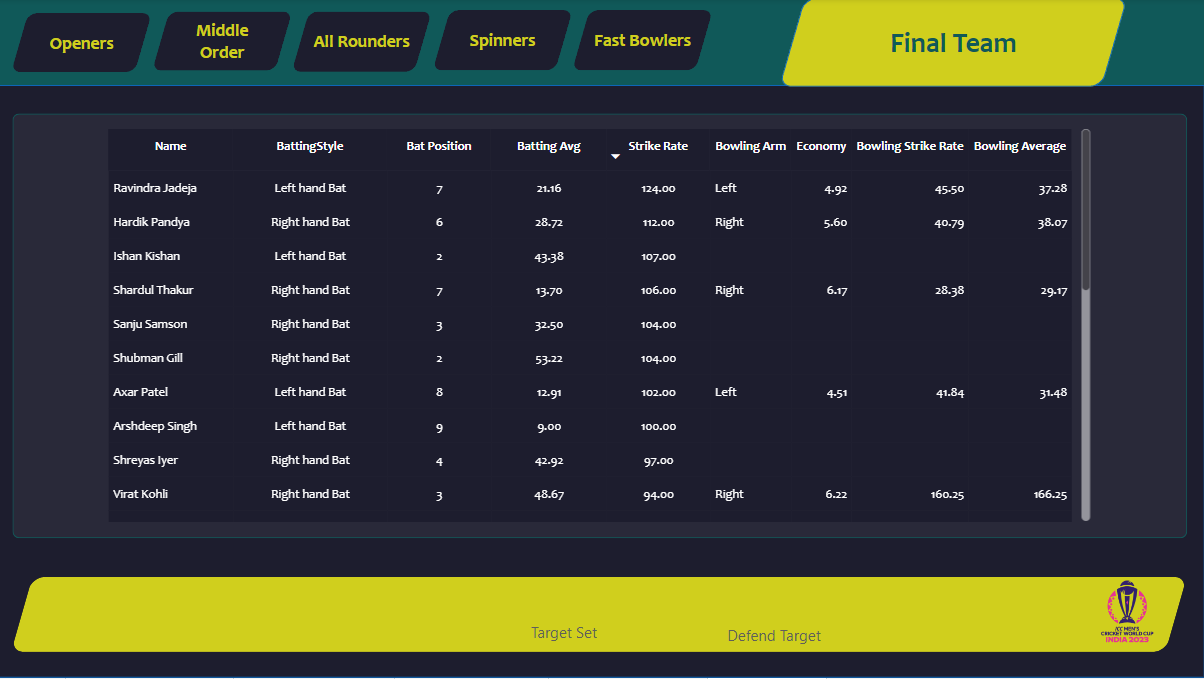 Openers
Middle
Order
All Rounders
Spinners
Fast Bowlers
Final Team
Name BattingStyle Bat Position Batting Avg Strike Rate Bowling Arm Economy Bowling Strike Rate Bowling Average
Ravindra Jadeja Left hand Bat 7 21.16 124.00 Left 4.92 45.50 37.28
Hardik Pandya Right hand Bat 6 28.72 112.00 Right 5.60 40.79 38.07
Ishan Kishan Left hand Bat 2 43.38 107.00
Shardul Thakur Right hand Bat 7 13.70 106.00 Right 6.17 28.38 29.17
Sanju Samson Right hand Bat 3 32.50 104.00
Shubman Gill Right hand Bat 2 53.22 104.00
Axar Patel Left hand Bat 8 12.91 102.00 Left 4.51 41.84 31.48
Arshdeep Singh Left hand Bat 9 9.00 100.00
Shreyas Iyer Right hand Bat 4 42.92 97.00
Virat Kohli Right hand Bat 3 48.67 94.00 Right 6.22 160.25 166.25
Target Set
Defend Target
ICC MEN'S
CRICKET WORLD CUP
INDIA 2023